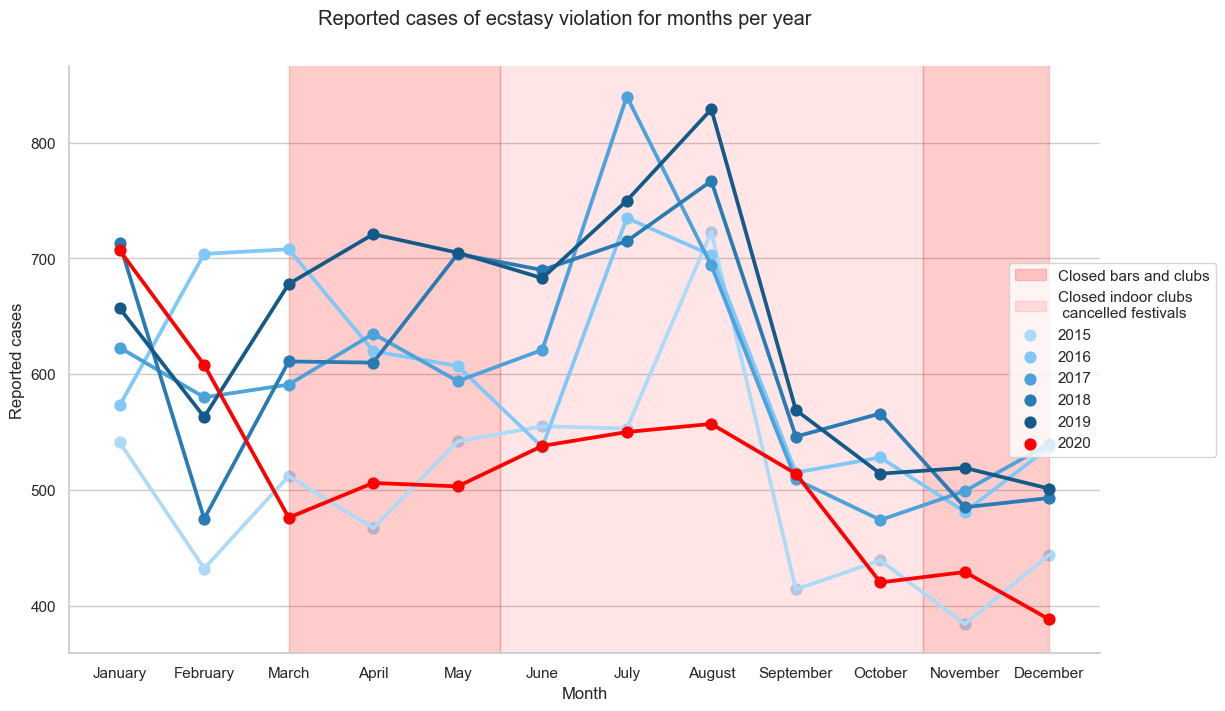 Reported cases of ecstasy violation for months per year
Reported cases
800
700
600
500
400
January February March April May June July August September October November December
Month
Closed bars and clubs
Closed indoor clubs
cancelled festivals
2015
2016
2017
2018
2019
2020